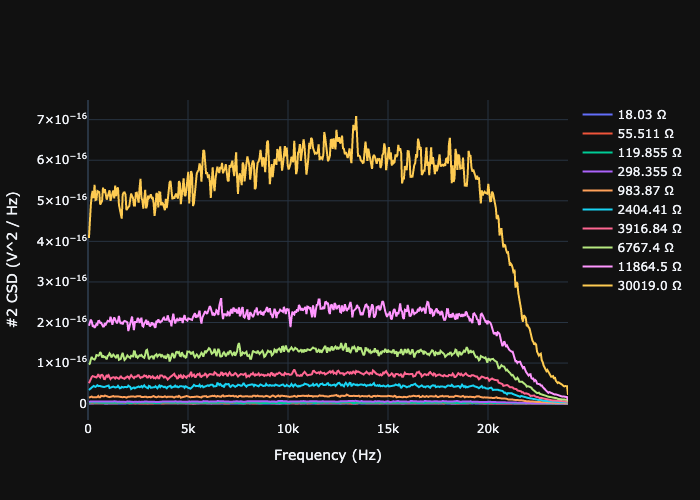 #2 CSD (V^2 / Hz)
7×10⁻¹⁶
6×10⁻¹⁶
5×10⁻¹⁶
4×10⁻¹⁶
3×10⁻¹⁶
2×10⁻¹⁶
1×10⁻¹⁶
0
0 5k 10k 15k 20k
Frequency (Hz)
18.03 Ω
55.511 Ω
119.855 Ω
298.355 Ω
983.87 Ω
2404.41 Ω
3916.84 Ω
6767.4 Ω
11864.5 Ω
30019.0 Ω